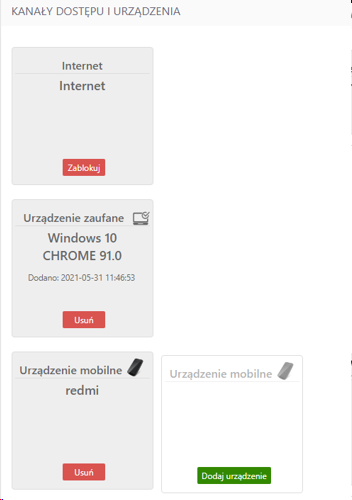 KANAŁY DOSTĘPU I URZĄDZENIA
Internet
Internet
Zablokuj
Urządzenie zaufane
Windows 10
CHROME 91.0
Dodano: 2021-05-31 11:46:53
Usuń
Urządzenie mobilne
redmi
Usuń
Urządzenie mobilne
Dodaj urządzenie